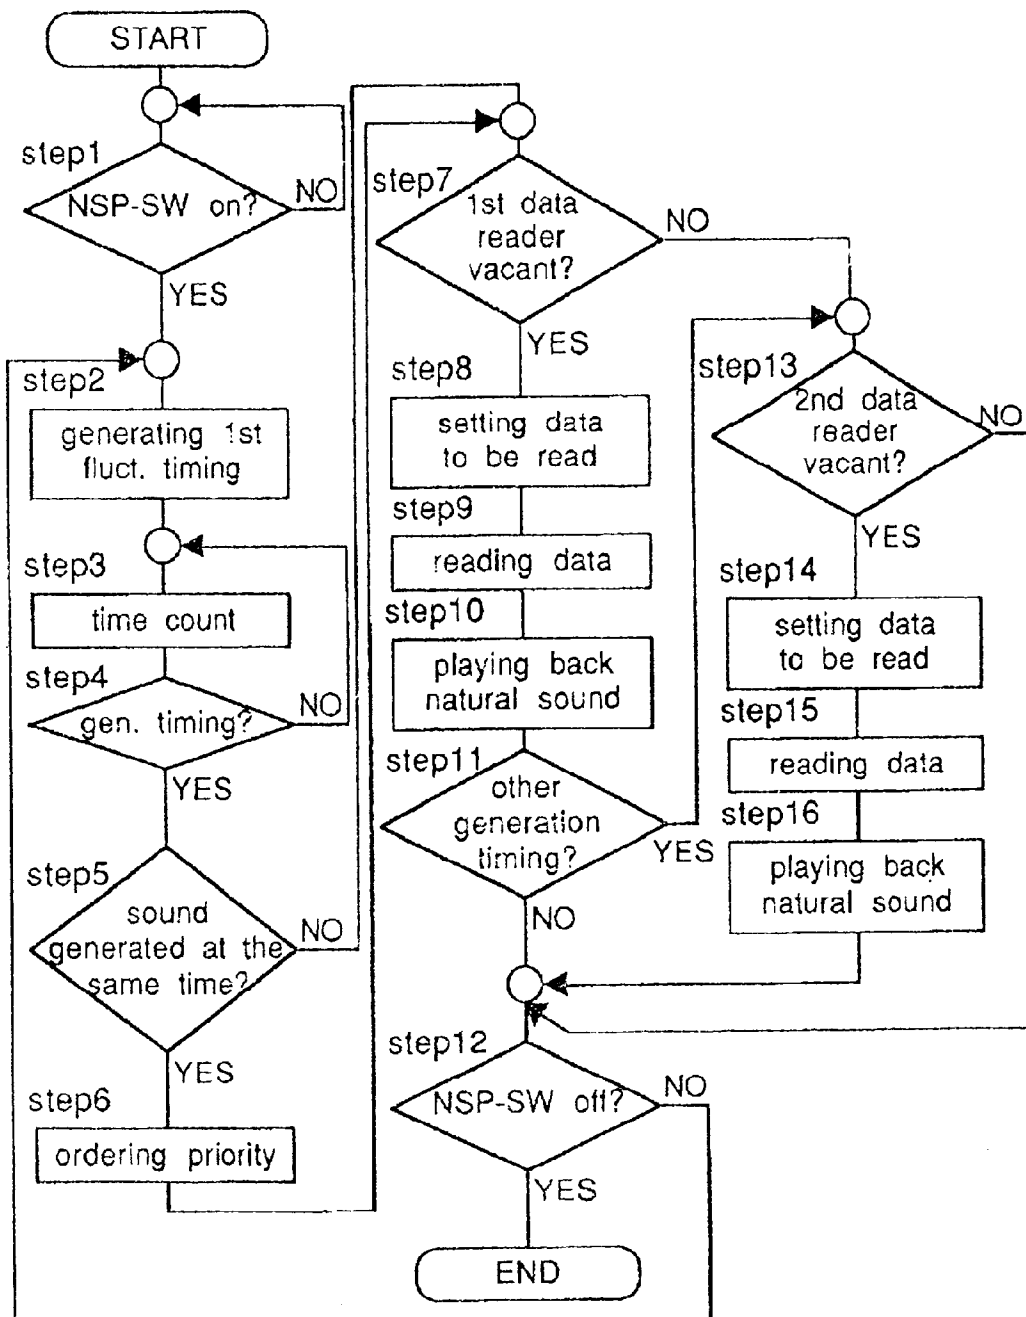 START
step1
NSP-SW on?
NO
YES
step2
generating 1st
fluct. timing
step3
time count
step4
gen. timing?
NO
YES
step5
sound
generated at the
same time?
NO
YES
step6
ordering priority
step7
1st data
reader
vacant?
NO
YES
step8
setting data
to be read
step9
reading data
step10
playing back
natural sound
step11
other
generation
timing?
YES
NO
step12
NSP-SW off?
NO
YES
END
step13
2nd data
reader
vacant?
NO
YES
step14
setting data
to be read
step15
reading data
step16
playing back
natural sound